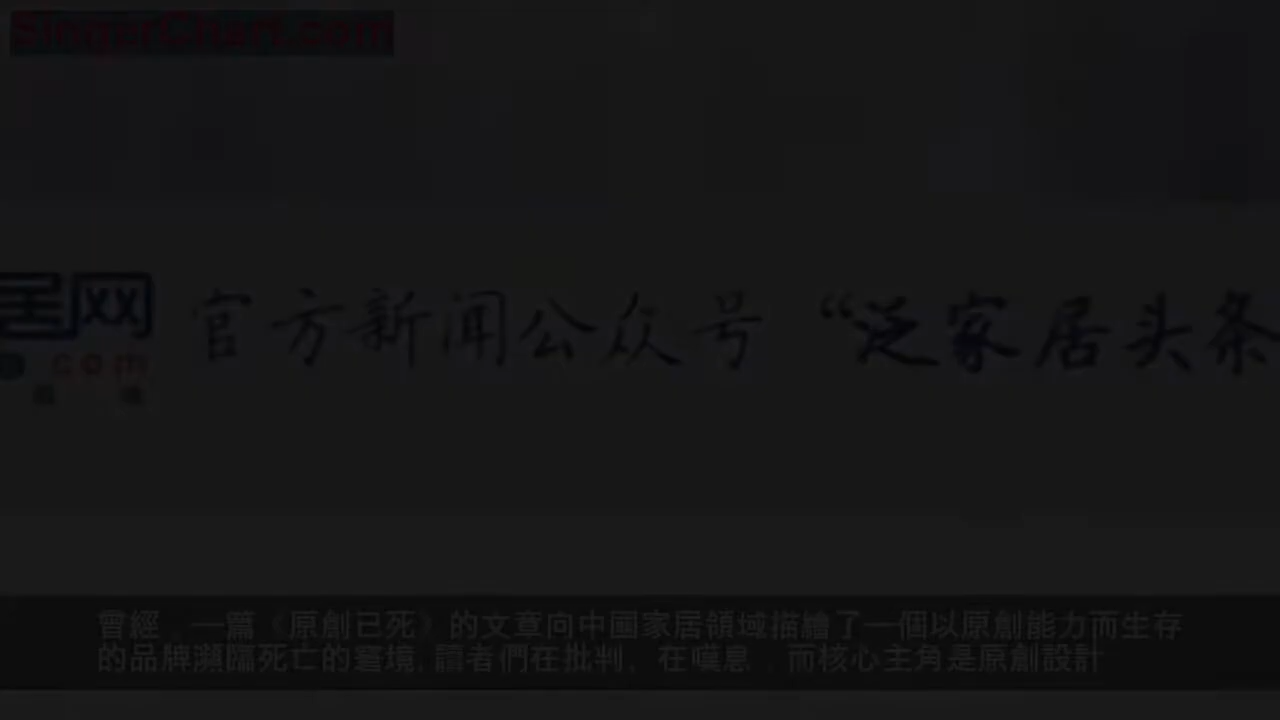 SingerChart.com
居网 官方新闻公众号 “泛家居头条
com
曾經，一篇《原創已死》的文章向中國家居領域描繪了一個以原創能力而生存
的品牌瀕臨死亡的窘境,讀者們在批判、在嘆息，而核心主角是原創設計